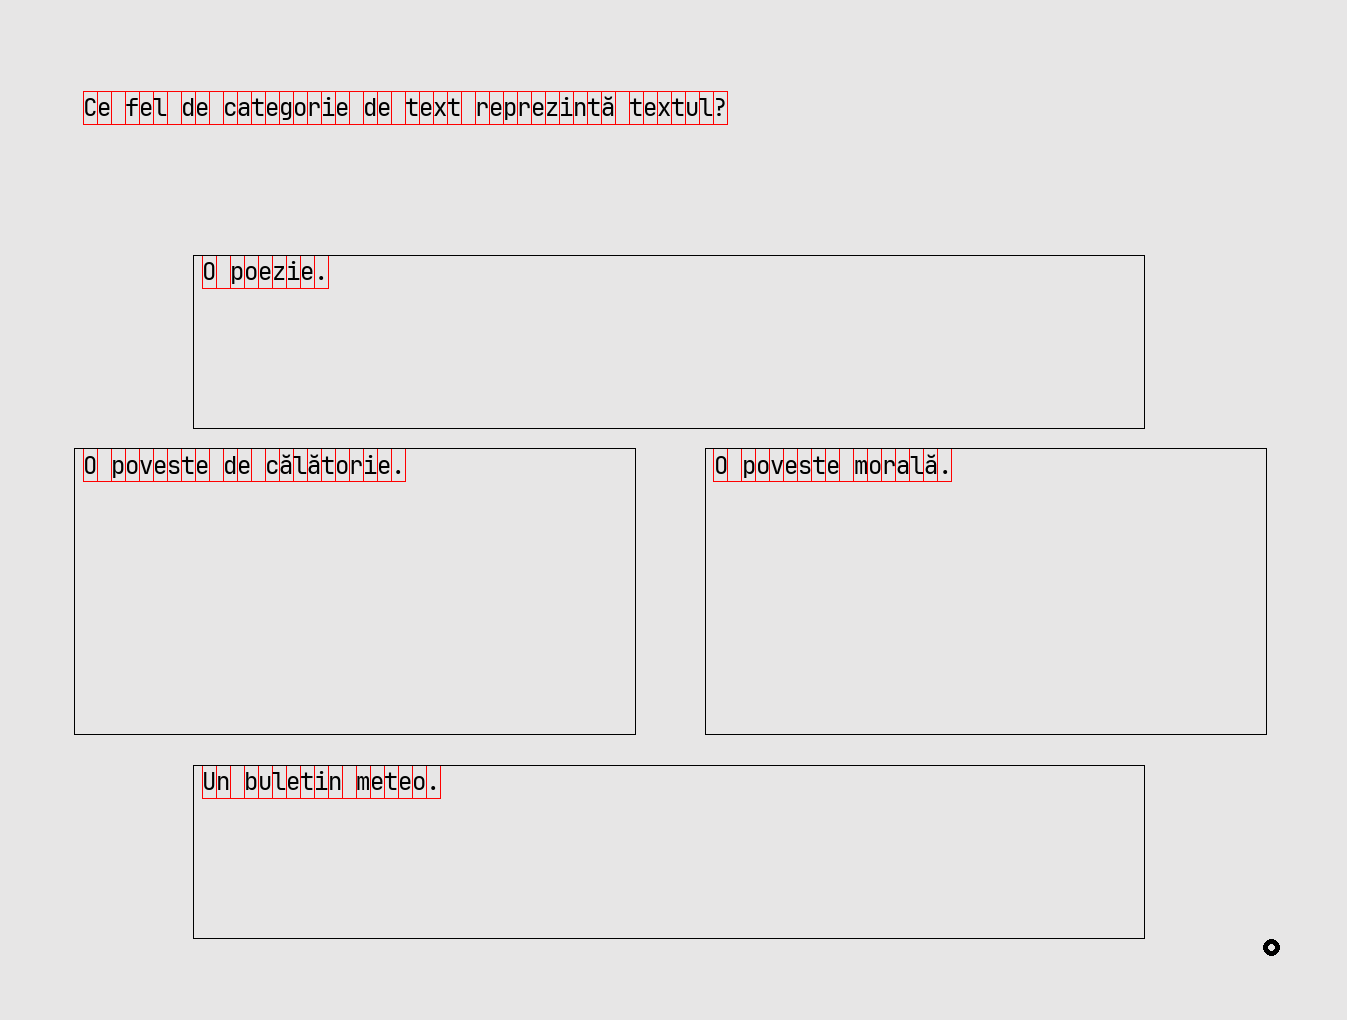 Ce fel de categorie de text reprezintă textul?
O poezie.
O poveste de călătorie.
O poveste morală.
Un buletin meteo.